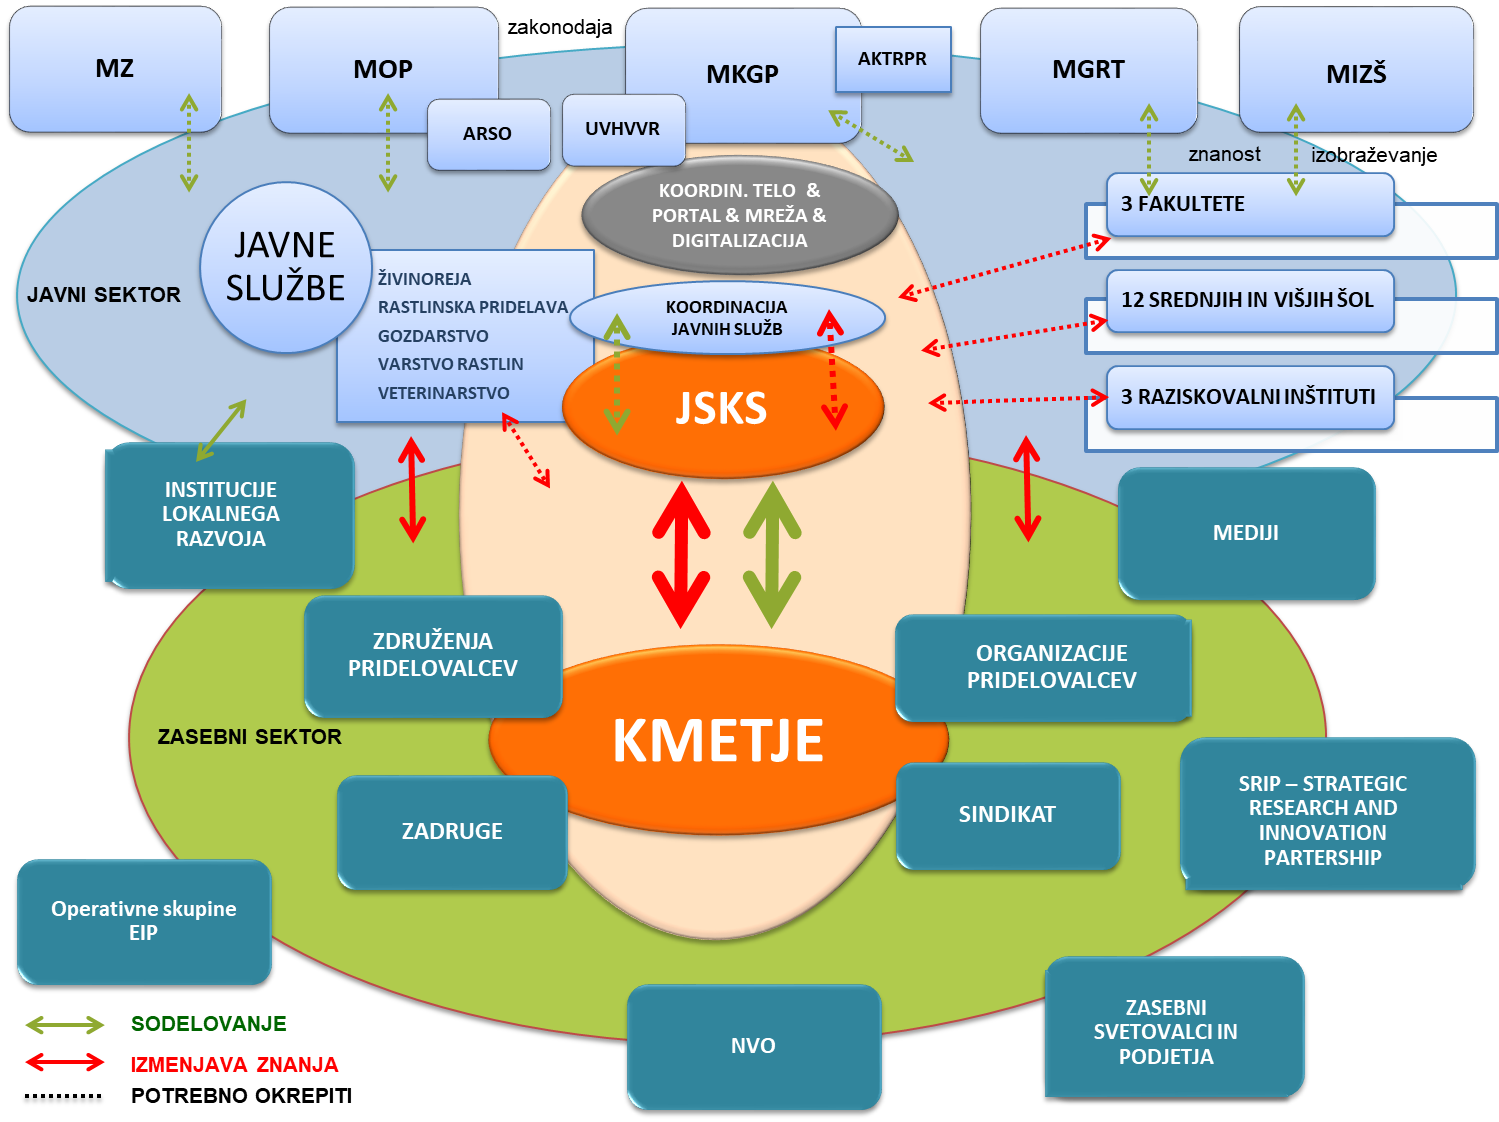 zakonodaja
MZ
MOP
MKGP
AKTRPR
MGRT
MIZŠ
ARSO
UVHVVR
znanost
izobraževanje
KOORDIN. TELO &
PORTAL & MREŽA &
DIGITALIZACIJA
3 FAKULTETE
JAVNE
SLUŽBE
JAVNI SEKTOR
ŽIVINOREJA
RASTLINSKA PRIDELAVA
GOZDARSTVO
VARSTVO RASTLIN
VETERINARSTVO
KOORDINACIJA
JAVNIH SLUŽB
12 SREDNJIH IN VIŠJIH ŠOL
JSKS
3 RAZISKOVALNI INŠTITUTI
INSTITUCIJE
LOKALNEGA
RAZVOJA
MEDIJI
ZDRUŽENJA
PRIDELOVALCEV
ORGANIZACIJE
PRIDELOVALCEV
ZASEBNI SEKTOR
KMETJE
ZADRUGE
SINDIKAT
SRIP – STRATEGIC
RESEARCH AND
INNOVATION
PARTERSHIP
Operativne skupine
EIP
NVO
ZASEBNI
SVETOVALCI IN
PODJETJA
SODELOVANJE
IZMENJAVA ZNANJA
POTREBNO OKREPITI